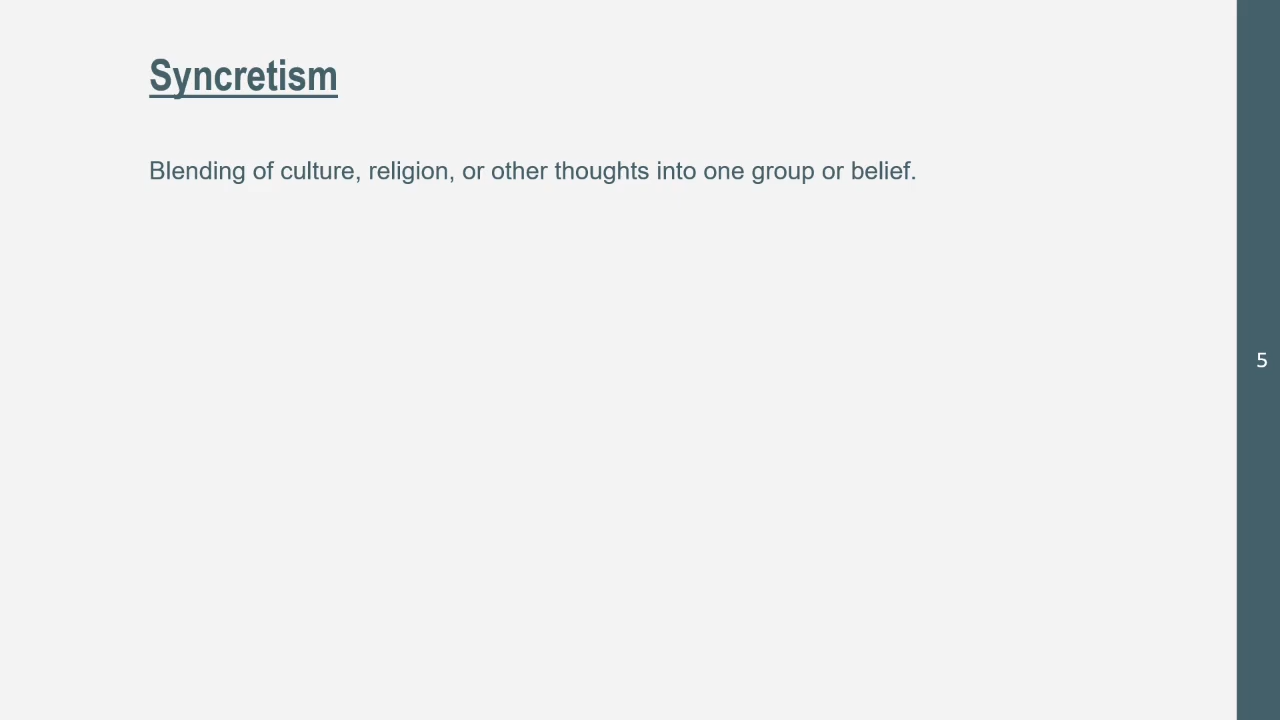 Syncretism
Blending of culture, religion, or other thoughts into one group or belief.
5